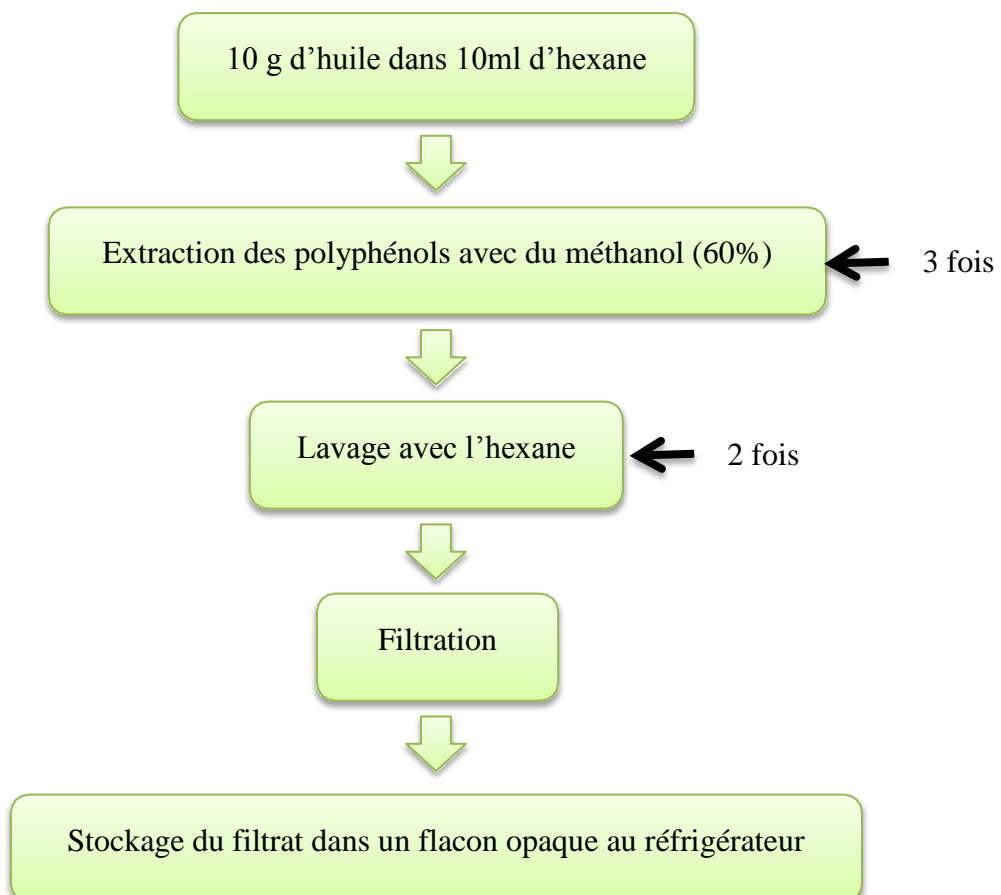 10 g d’huile dans 10ml d’hexane
Extraction des polyphénols avec du méthanol (60%)
3 fois
Lavage avec l’hexane
2 fois
Filtration
Stockage du filtrat dans un flacon opaque au réfrigérateur